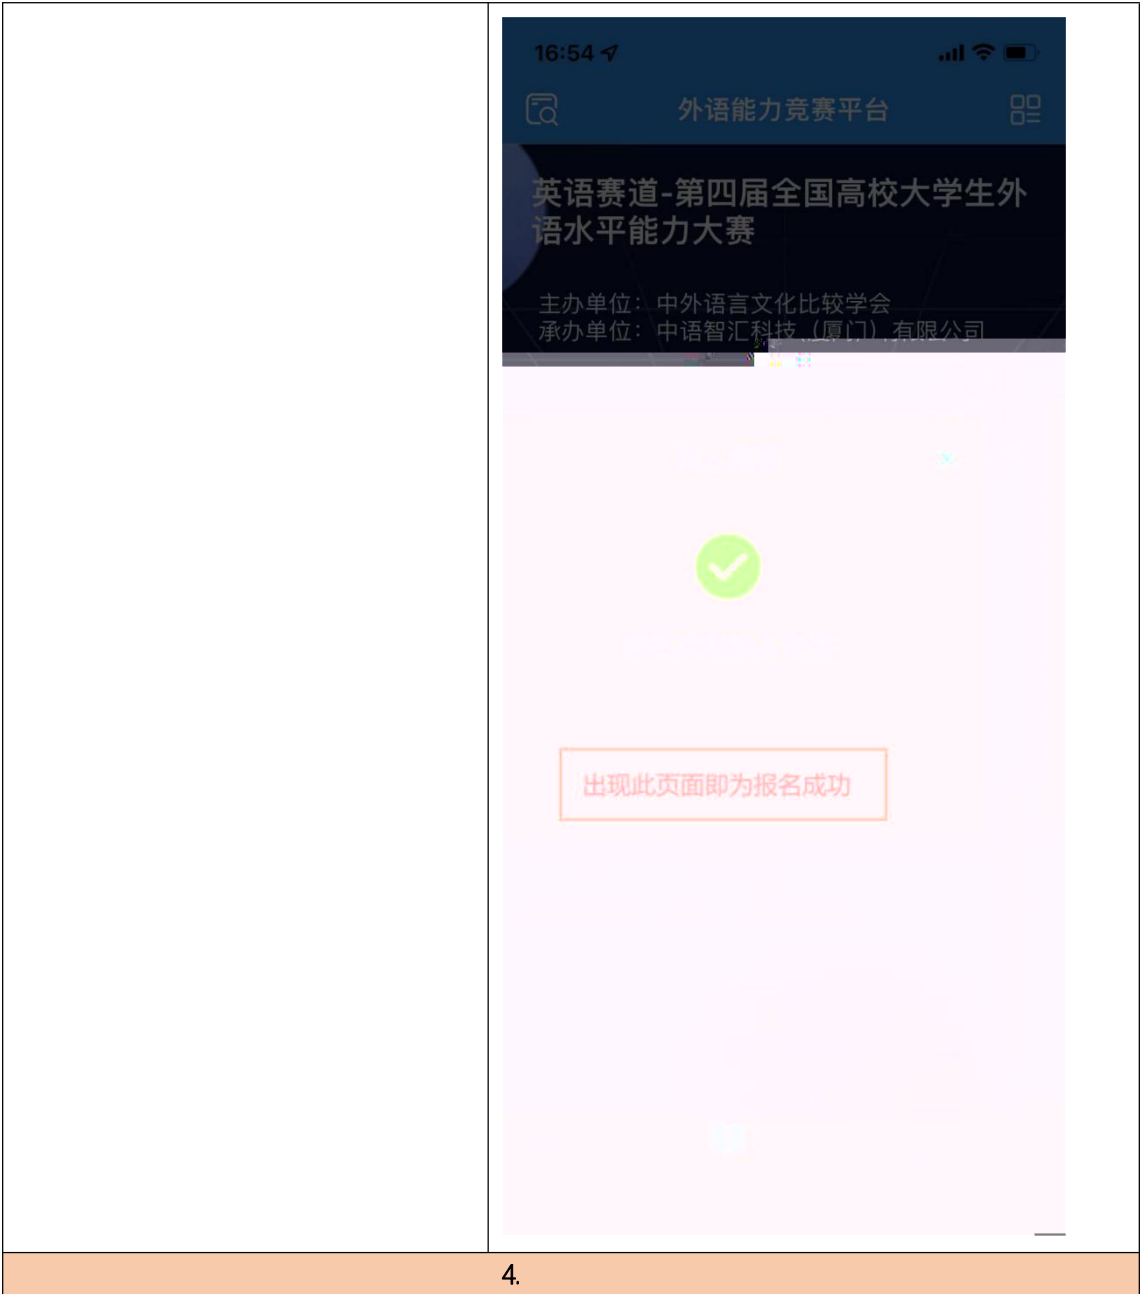 16:54
外语能力竞赛平台
英语赛道-第四届全国高校大学生外
语水平能力大赛
主办单位：中外语言文化比较学会
承办单位：中语智汇科技（厦门）有限公司
出现此页面即为报名成功
4.